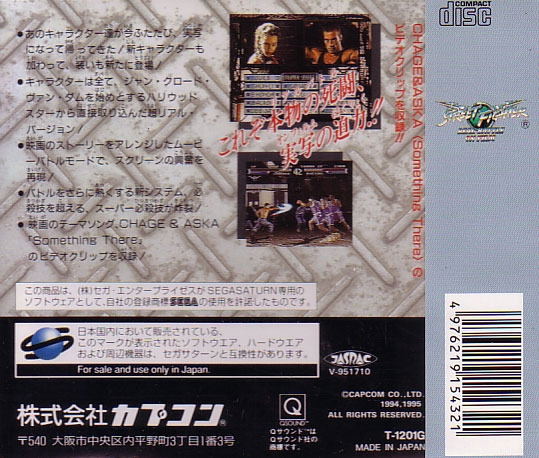 ●あのキャラクター達が今ふたたび、実写
になって帰ってきた!新キャラクターも
加わって、装いも新たに登場!
●キャラクターは全て、ジャン・クロード・
ヴァン・ダムを始めとするハリウッド
スターから直接取り込んだ超リアル・
バージョン!
●映画のストーリーをアレンジしたムービ
ーバトルモードで、スクリーンの興奮を
再現!
●バトルをさらに熱くする新システム、必
殺技を超える、スーパー必殺技が炸裂!
●映画のテーマソング、CHAGE & ASKA
「Something There」
のビデオクリップを収録!
これぞ本物の死闘、
実写の迫力!!
CHAGE&ASKA《Something There》
ビデオクリップを収録!!
この商品は、(株)セガ・エンタープライゼスがSEGASATURN専用の
ソフトウェアとして、自社の登録商標SEGAの使用を許諾したものです。
日本国内において販売されている、
このマークが表示されたソフトウエア、ハードウエア
および周辺機器は、セガサターンと互換性があります。
For sale and use only in Japan.
JASRAC
V-951710
株式会社カプコン®
〒540 大阪市中央区内平野町3丁目1番3号
Q
QSOUND™
Qサウンド™は
Qサウンド社の
商標です。
©CAPCOM CO.,LTD.
1994,1995
ALL RIGHTS RESERVED.
T-1201G
MADE IN JAPAN
COMPACT
disc
STREET FIGHTER®
REAL BATTLE
ON FILM
4976219154321